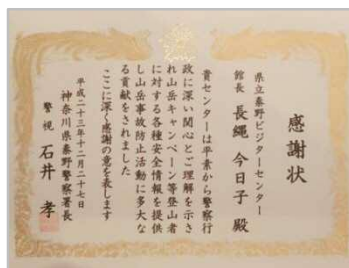 感謝状
県立秦野ビジターセンター
館長 長縄 今日子 殿
貴センターは平素から警察行
政に深い関心とご理解を示さ
れ山岳キャンペーン等登山者
に対する各種安全情報を提供
し山岳事故防止活動に多大な
る貢献をされました
ここに深く感謝の意を表します
平成二十三年十二月二十七日
神奈川県秦野警察署長
警視 石井 孝